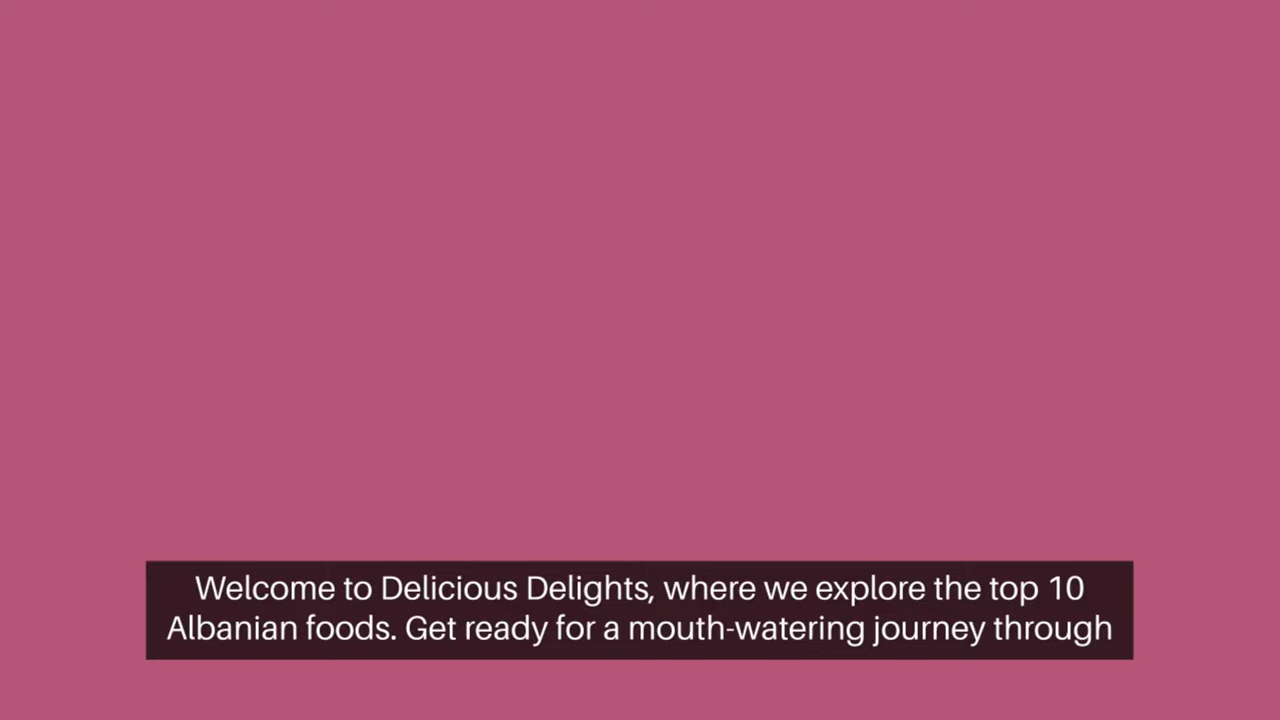 Welcome to Delicious Delights, where we explore the top 10
Albanian foods. Get ready for a mouth-watering journey through